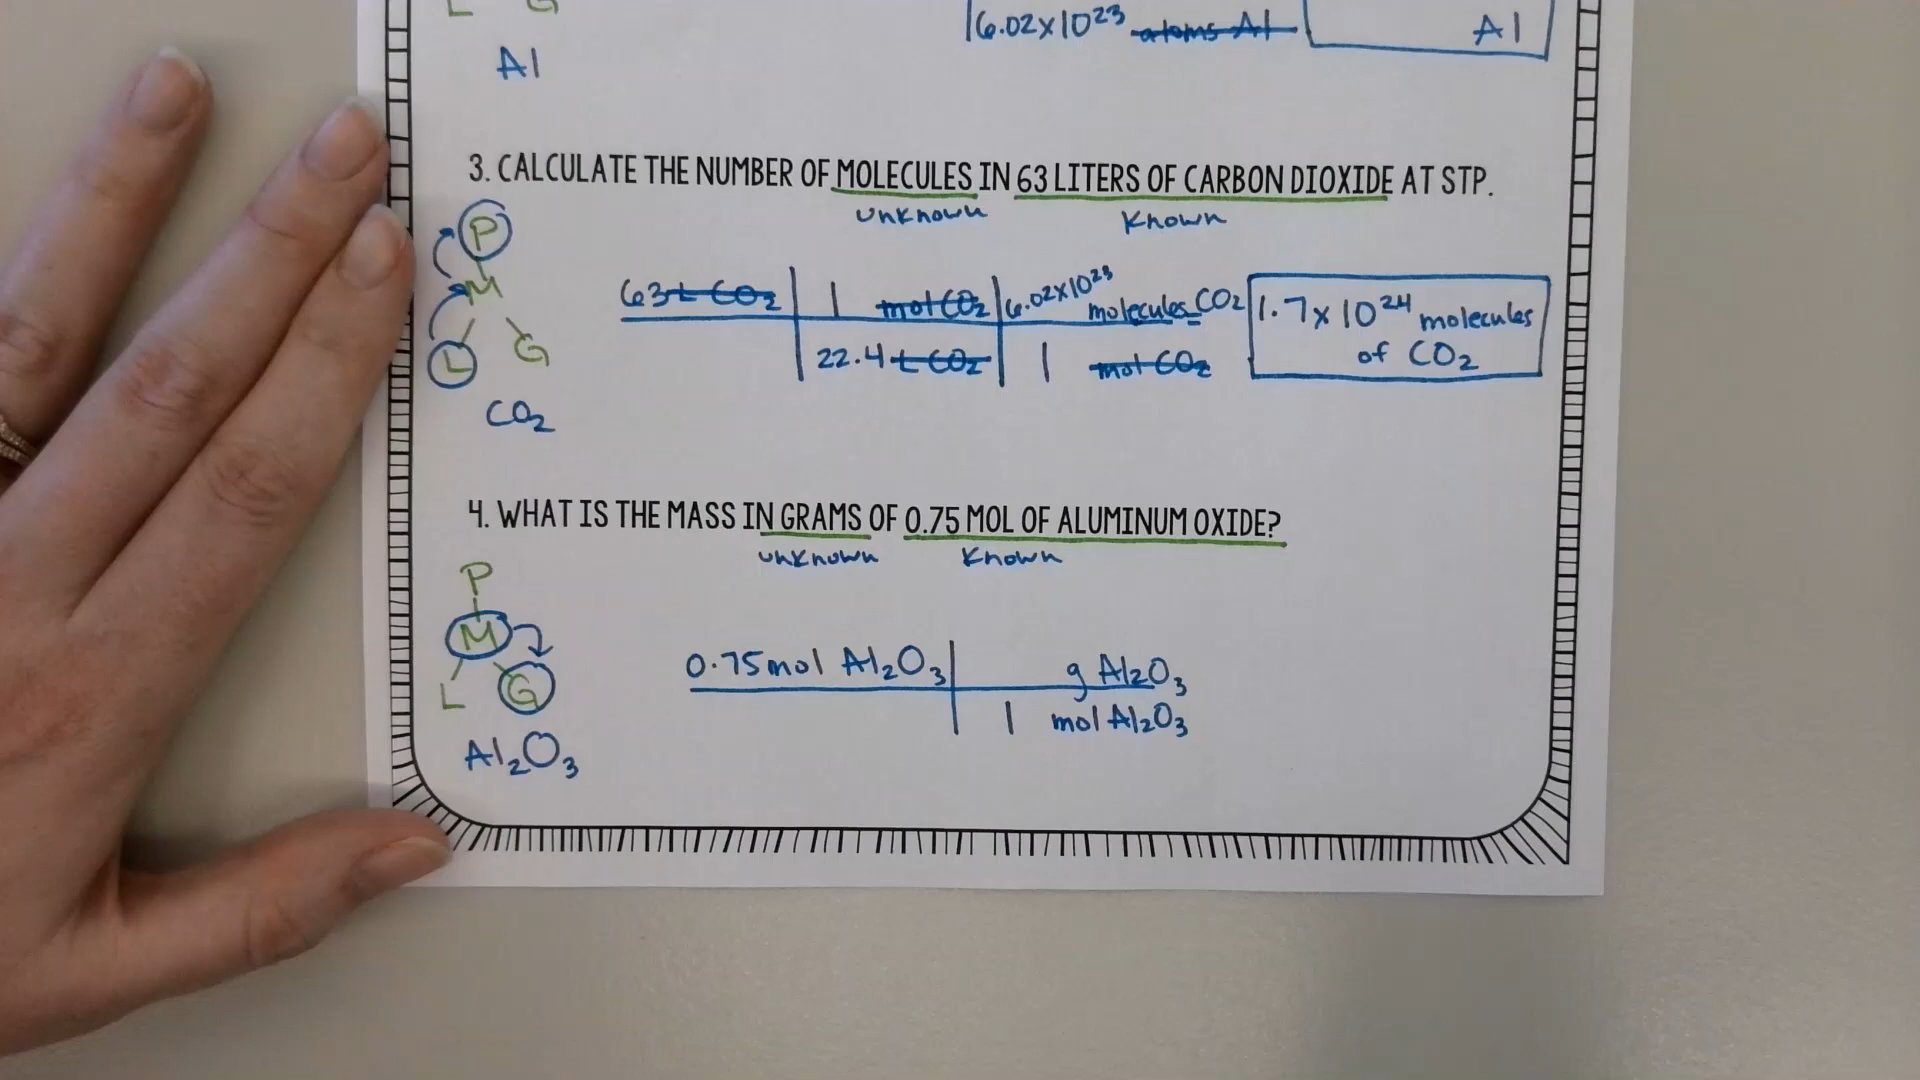 L G
6.02x10²³ atoms Al
Al
Al
3. CALCULATE THE NUMBER OF MOLECULES IN 63 LITERS OF CARBON DIOXIDE AT STP.
unknown Known
P
M
L G
CO₂
63 L CO₂ | 1 mol CO₂ | 6.02x10²³ molecules CO₂
22.4 L CO₂ | 1 mol CO₂
1.7x10²⁴ molecules
of CO₂
4. WHAT IS THE MASS IN GRAMS OF 0.75 MOL OF ALUMINUM OXIDE?
unknown Known
P
M
L G
Al₂O₃
0.75 mol Al₂O₃ | g Al₂O₃
1 mol Al₂O₃